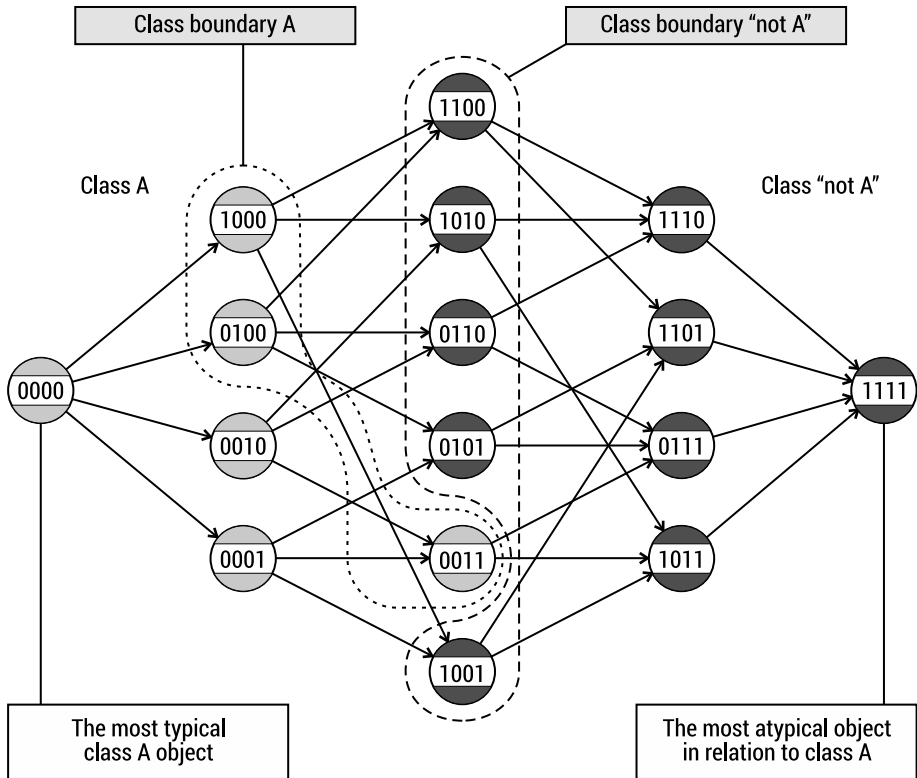 Class boundary A
Class boundary “not A”
1100
Class A
Class “not A”
1000
1010
1110
0100
0110
1101
0000
1111
0010
0101
0111
0001
0011
1011
1001
The most typical
class A object
The most atypical object
in relation to class A